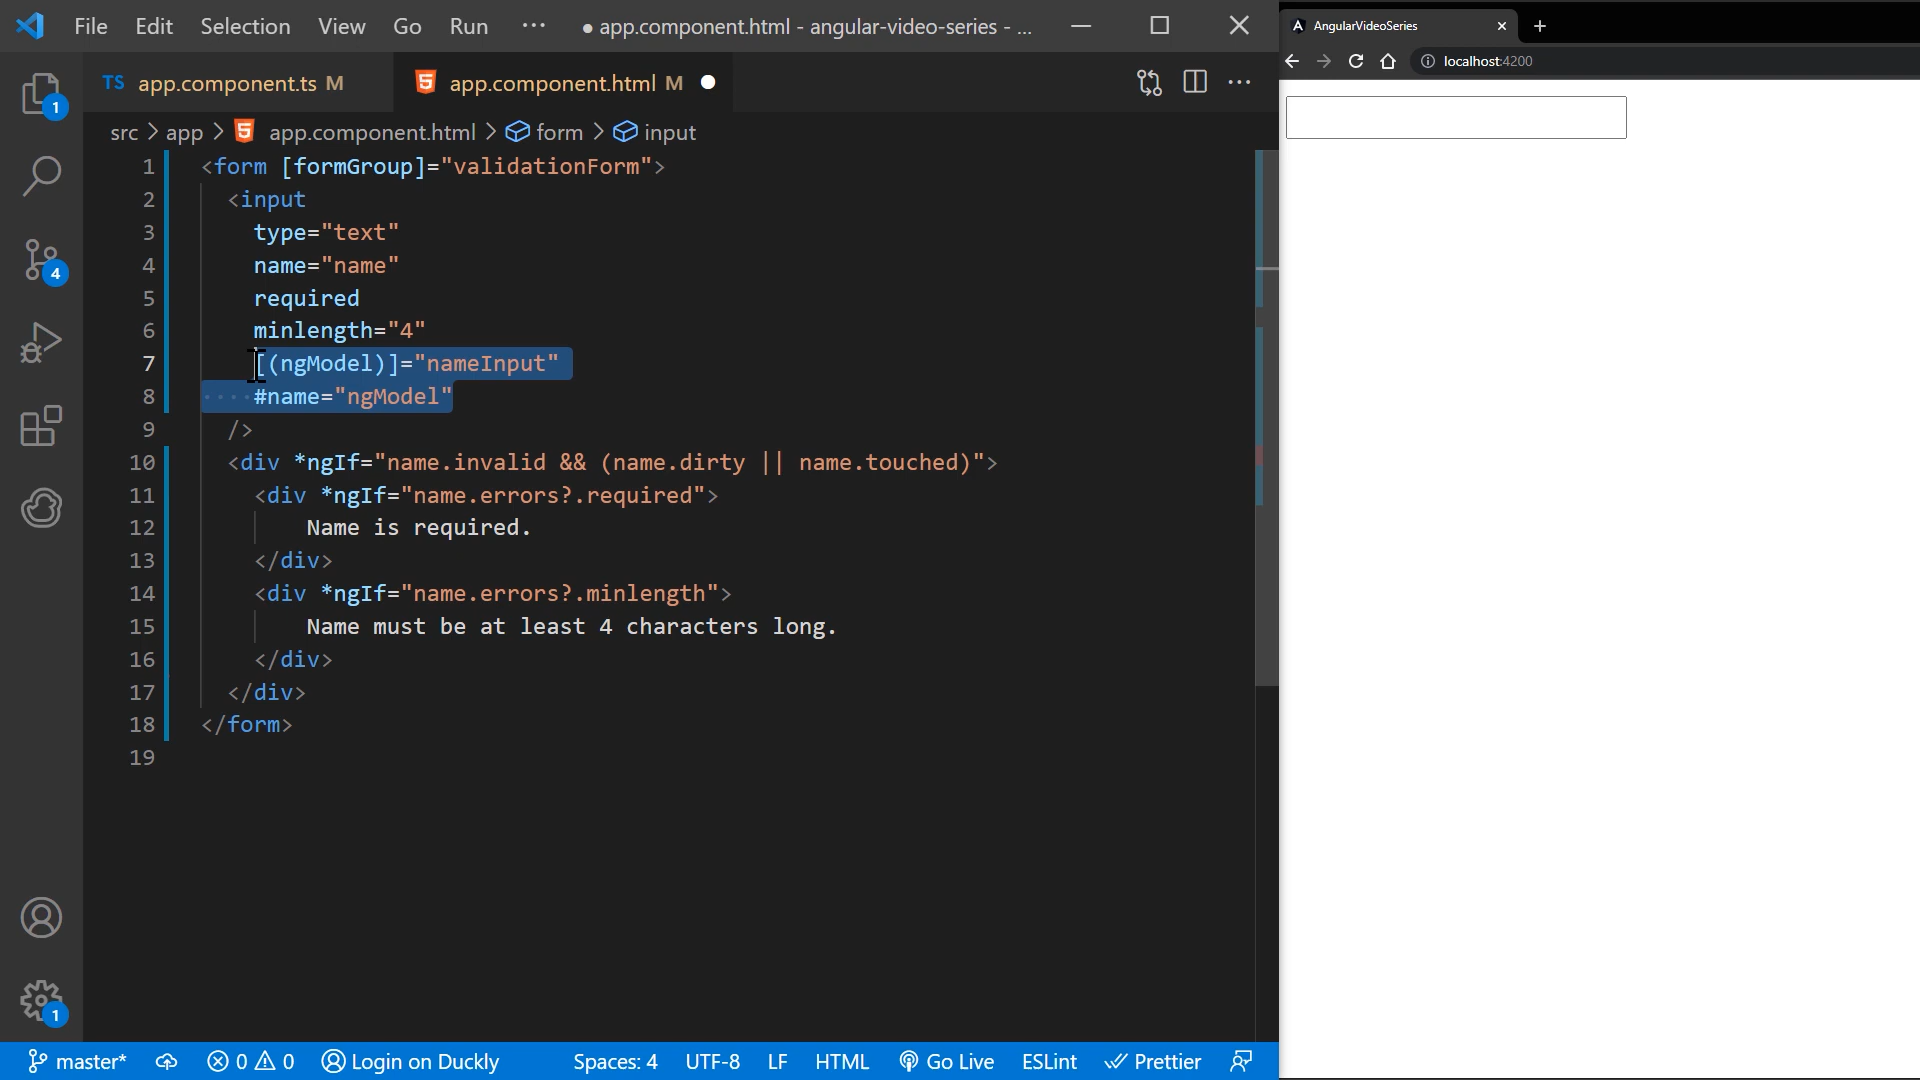 File Edit Selection View Go Run ··· ● app.component.html - angular-video-series - ...
AngularVideoSeries
localhost:4200
TS app.component.ts M
app.component.html M
src > app > app.component.html > form > input
1 <form [formGroup]="validationForm">
2 <input
3 type="text"
4 name="name"
5 required
6 minlength="4"
7 [(ngModel)]="nameInput"
8 ····#name="ngModel"
9 />
10 <div *ngIf="name.invalid && (name.dirty || name.touched)">
11 <div *ngIf="name.errors?.required">
12 Name is required.
13 </div>
14 <div *ngIf="name.errors?.minlength">
15 Name must be at least 4 characters long.
16 </div>
17 </div>
18 </form>
19
1
4
1
master* 0 0 Login on Duckly Spaces: 4 UTF-8 LF HTML Go Live ESLint Prettier